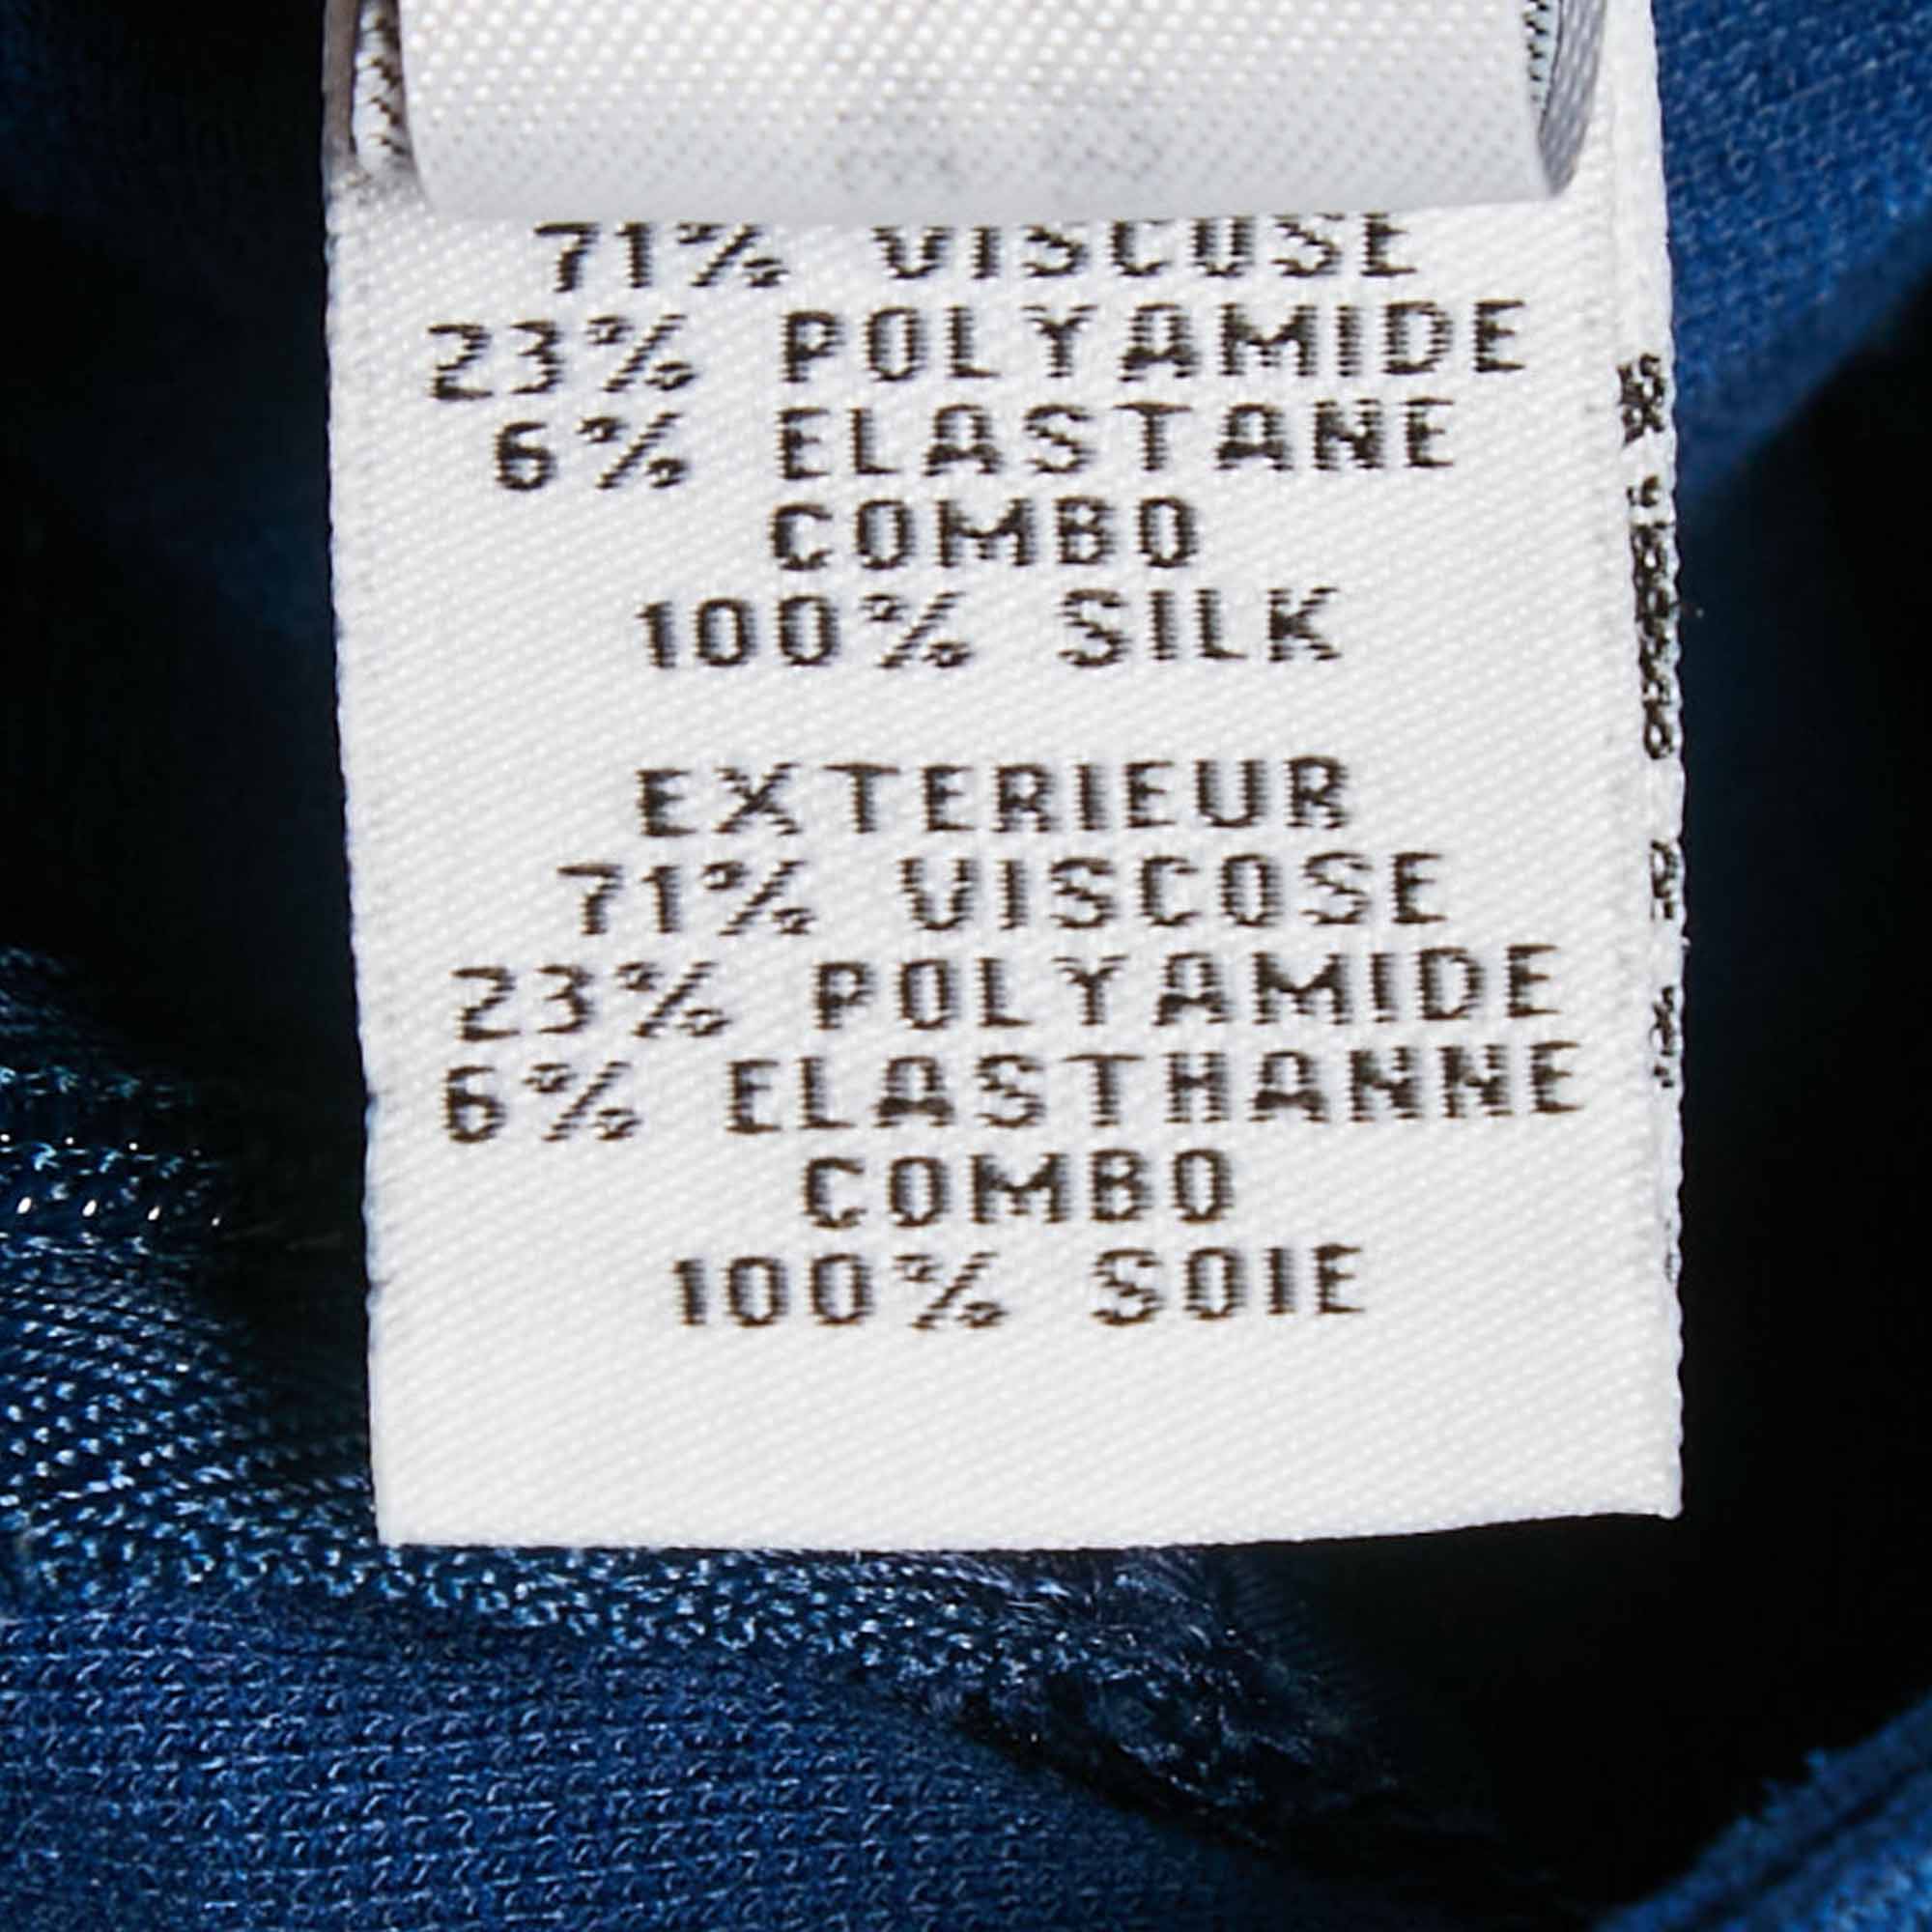 71% VISCOSE
23% POLYAMIDE
6% ELASTANE
COMBO
100% SILK
EXTERIEUR
71% VISCOSE
23% POLYAMIDE
6% ELASTHANNE
COMBO
100% SOIE